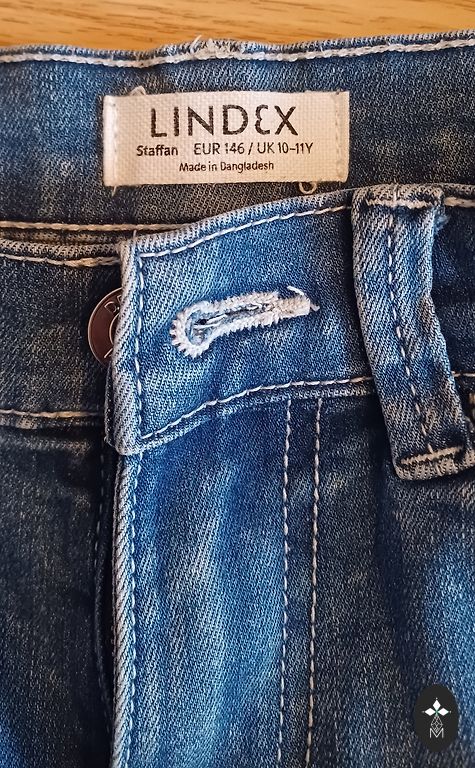 LINDEX
Staffan EUR 146 / UK 10-11Y
Made in Bangladesh